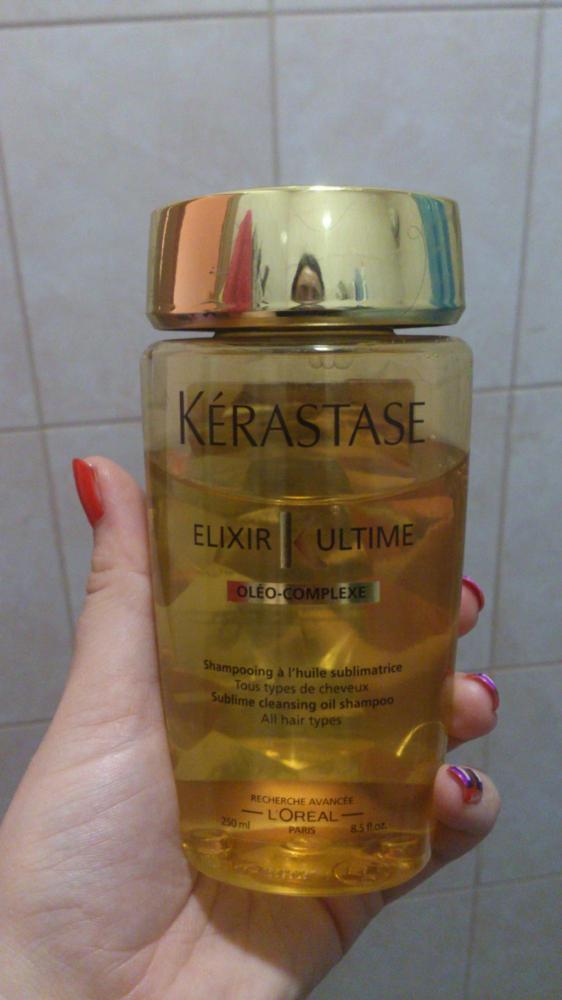 KÉRASTASE
ELIXIR K ULTIME
OLÉO-COMPLEXE
Shampooing à l'huile sublimatrice
Tous types de cheveux
Sublime cleansing oil shampoo
All hair types
RECHERCHE AVANCÉE
L'ORÉAL
250 ml PARIS 8.5 fl.oz.